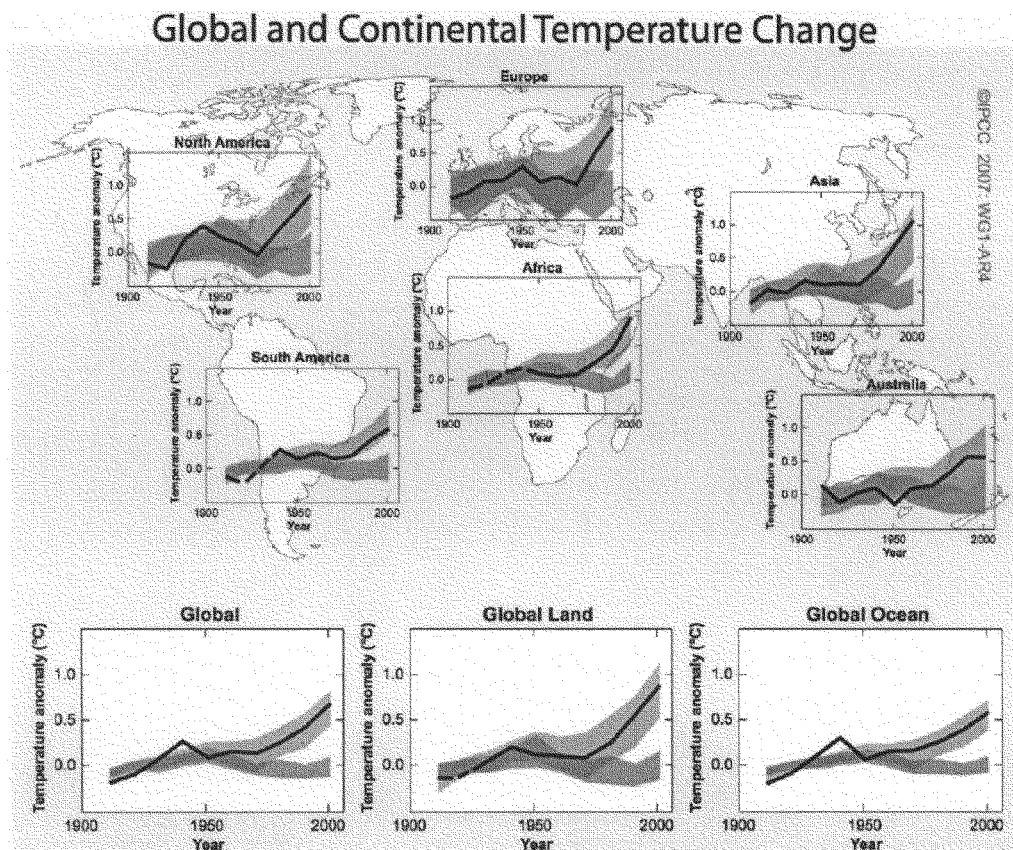 Global and Continental Temperature Change
©IPCC 2007: WG1-AR4
Europe
Temperature anomaly (°C)
1.0
0.5
0.0
1900
1950
2000
Year
North America
Temperature anomaly (°C)
1.0
0.5
0.0
1900
1950
2000
Year
Asia
Temperature anomaly (°C)
1.0
0.5
0.0
1900
1950
2000
Year
Africa
Temperature anomaly (°C)
1.0
0.5
0.0
1900
1950
2000
Year
South America
Temperature anomaly (°C)
1.0
0.5
0.0
1900
1950
2000
Year
Australia
Temperature anomaly (°C)
1.0
0.5
0.0
1900
1950
2000
Year
Global
Temperature anomaly (°C)
1.0
0.5
0.0
1900
1950
2000
Year
Global Land
Temperature anomaly (°C)
1.0
0.5
0.0
1900
1950
2000
Year
Global Ocean
Temperature anomaly (°C)
1.0
0.5
0.0
1900
1950
2000
Year